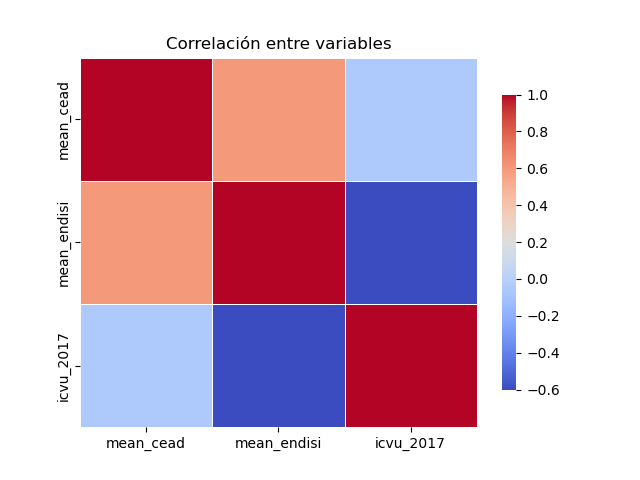 Correlación entre variables
mean_cead
mean_endisi
icvu_2017
mean_cead
mean_endisi
icvu_2017
1.0
0.8
0.6
0.4
0.2
0.0
−0.2
−0.4
−0.6